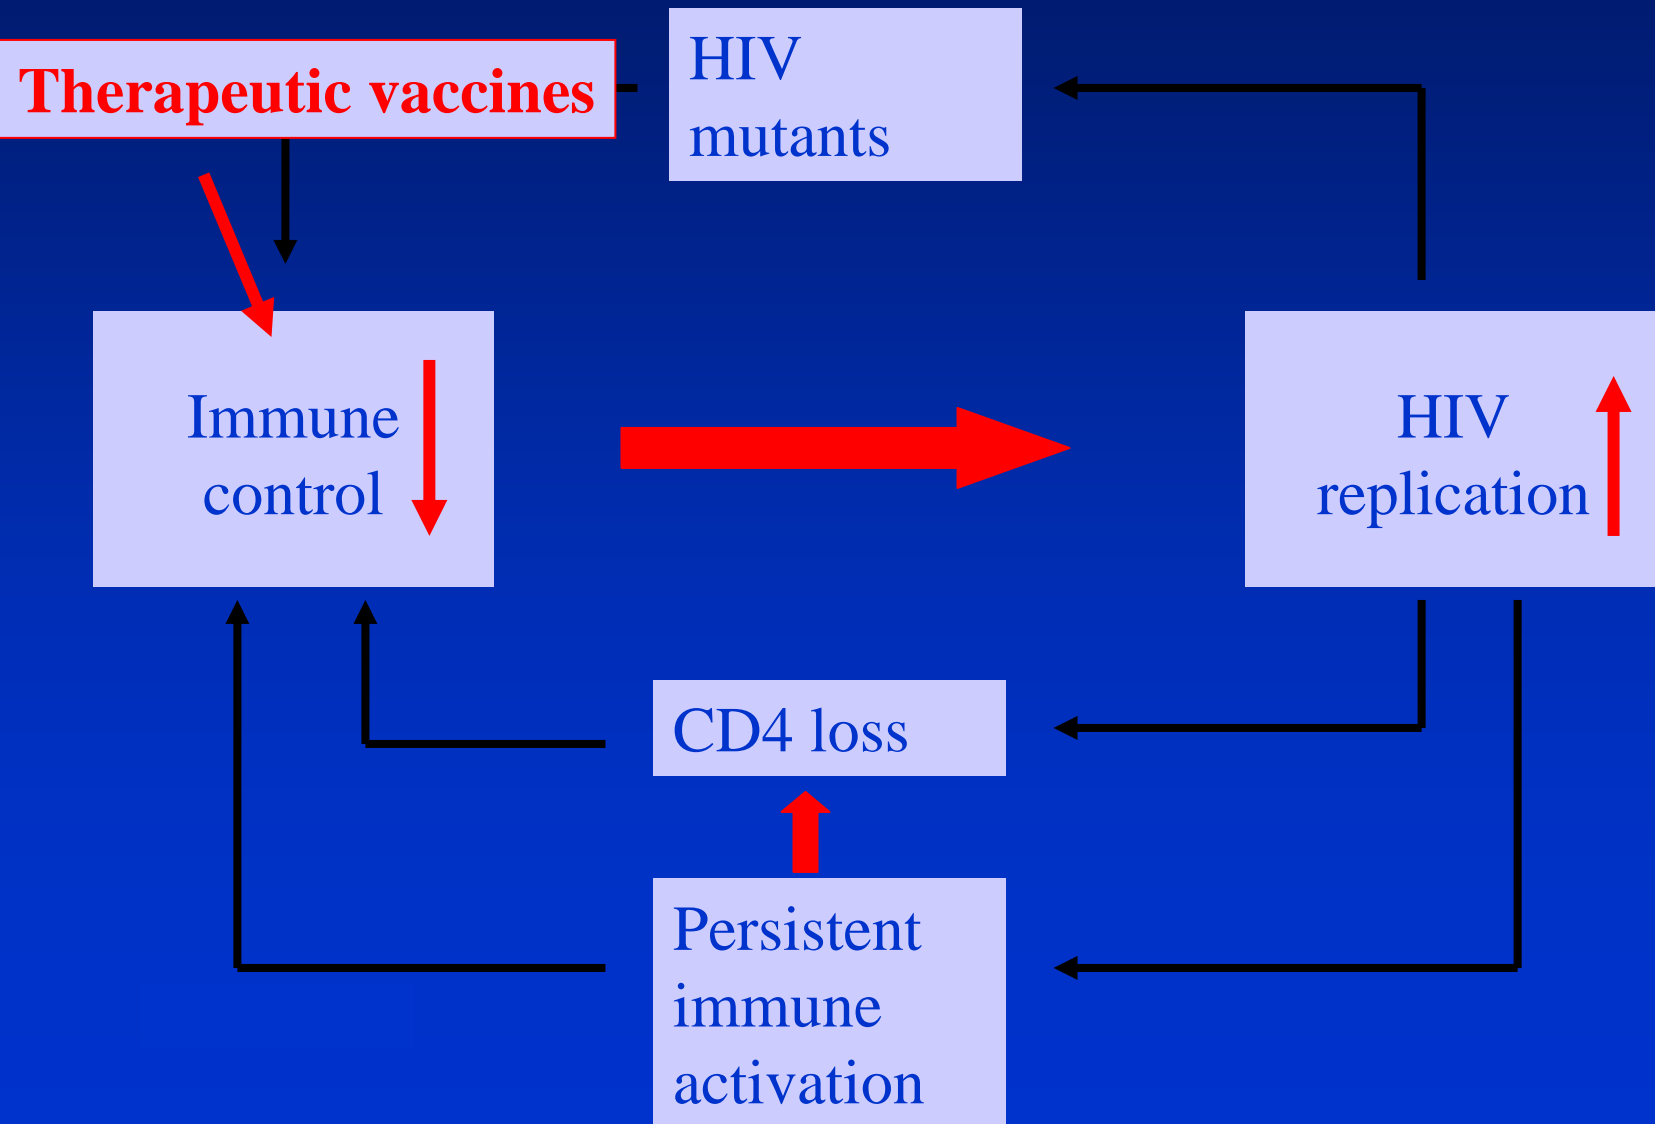 Therapeutic vaccines
HIV
mutants
Immune
control
HIV
replication
CD4 loss
Persistent
immune
activation